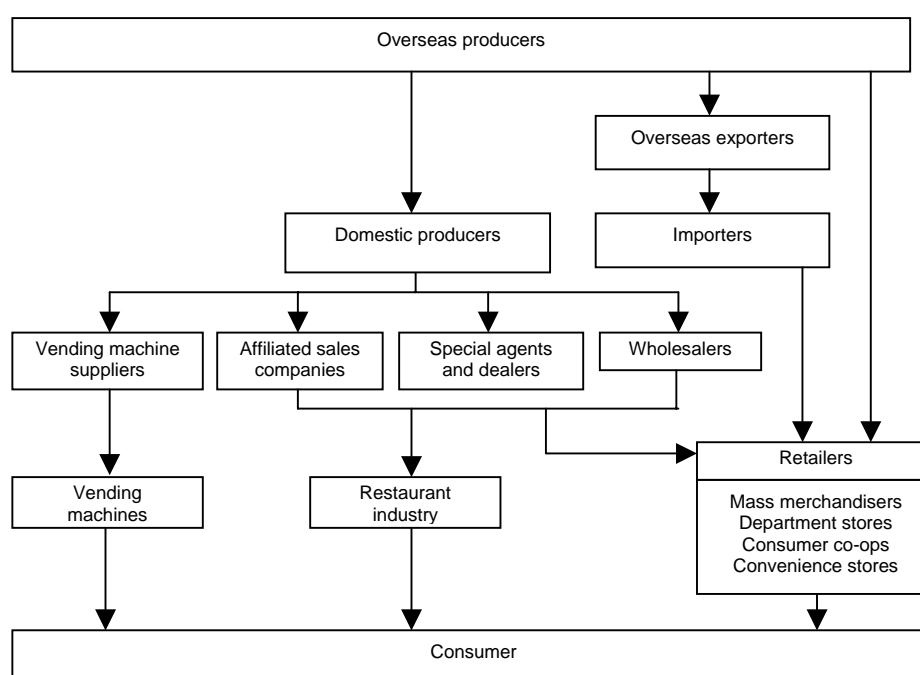 Overseas producers
Overseas exporters
Domestic producers
Importers
Vending machine
suppliers
Affiliated sales
companies
Special agents
and dealers
Wholesalers
Retailers
Vending
machines
Restaurant
industry
Mass merchandisers
Department stores
Consumer co-ops
Convenience stores
Consumer